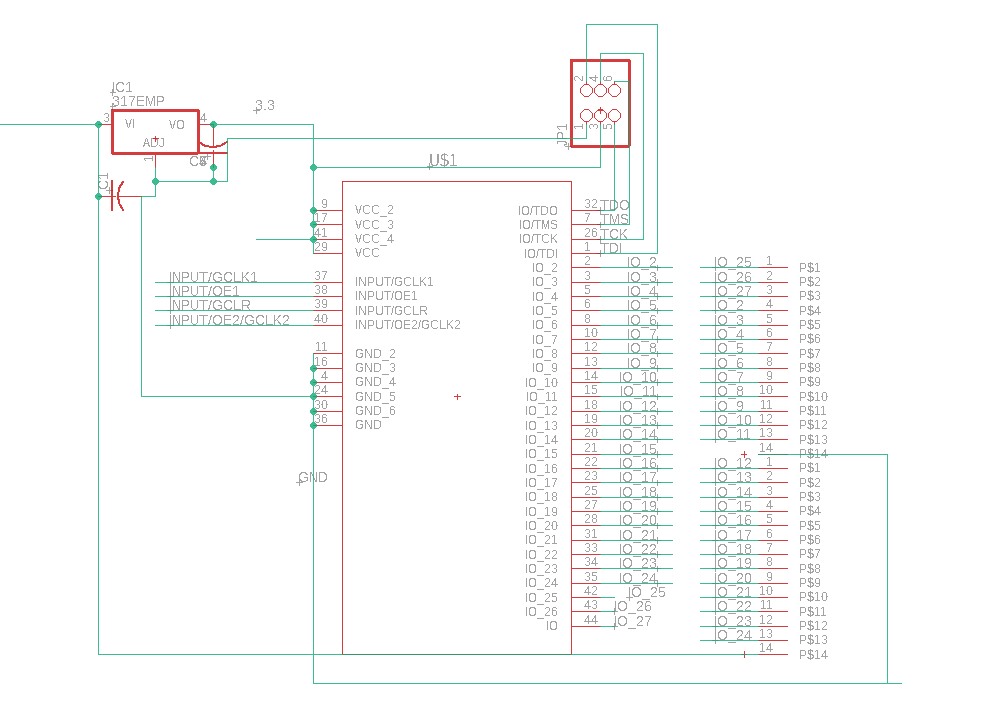 IC1
317EMP
3 VI VO 4
ADJ
1
C1
3.3
2 4 6
1 3 5
JP1
U$1
9 VCC_2
17 VCC_3
41 VCC_4
29 VCC
37 INPUT/GCLK1 INPUT/GCLK1
38 INPUT/OE1 INPUT/OE1
39 INPUT/GCLR INPUT/GCLR
40 INPUT/OE2/GCLK2 INPUT/OE2/GCLK2
11 GND_2
16 GND_3
4 GND_4
24 GND_5
30 GND_6
36 GND
GND
IO/TDO 32 TDO
IO/TMS 7 TMS
IO/TCK 26 TCK
IO/TDI 1 TDI
IO_2 2 IO_2
IO_3 3 IO_3
IO_4 5 IO_4
IO_5 6 IO_5
IO_6 8 IO_6
IO_7 10 IO_7
IO_8 12 IO_8
IO_9 13 IO_9
IO_10 14 IO_10
IO_11 15 IO_11
IO_12 18 IO_12
IO_13 19 IO_13
IO_14 20 IO_14
IO_15 21 IO_15
IO_16 22 IO_16
IO_17 23 IO_17
IO_18 25 IO_18
IO_19 27 IO_19
IO_20 28 IO_20
IO_21 31 IO_21
IO_22 33 IO_22
IO_23 34 IO_23
IO_24 35 IO_24
IO_25 42 IO_25
IO_26 43 IO_26
IO 44 IO_27
IO_25 1 P$1
IO_26 2 P$2
IO_27 3 P$3
IO_2 4 P$4
IO_3 5 P$5
IO_4 6 P$6
IO_5 7 P$7
IO_6 8 P$8
IO_7 9 P$9
IO_8 10 P$10
IO_9 11 P$11
IO_10 12 P$12
IO_11 13 P$13
14 P$14
IO_12 1 P$1
IO_13 2 P$2
IO_14 3 P$3
IO_15 4 P$4
IO_16 5 P$5
IO_17 6 P$6
IO_18 7 P$7
IO_19 8 P$8
IO_20 9 P$9
IO_21 10 P$10
IO_22 11 P$11
IO_23 12 P$12
IO_24 13 P$13
14 P$14